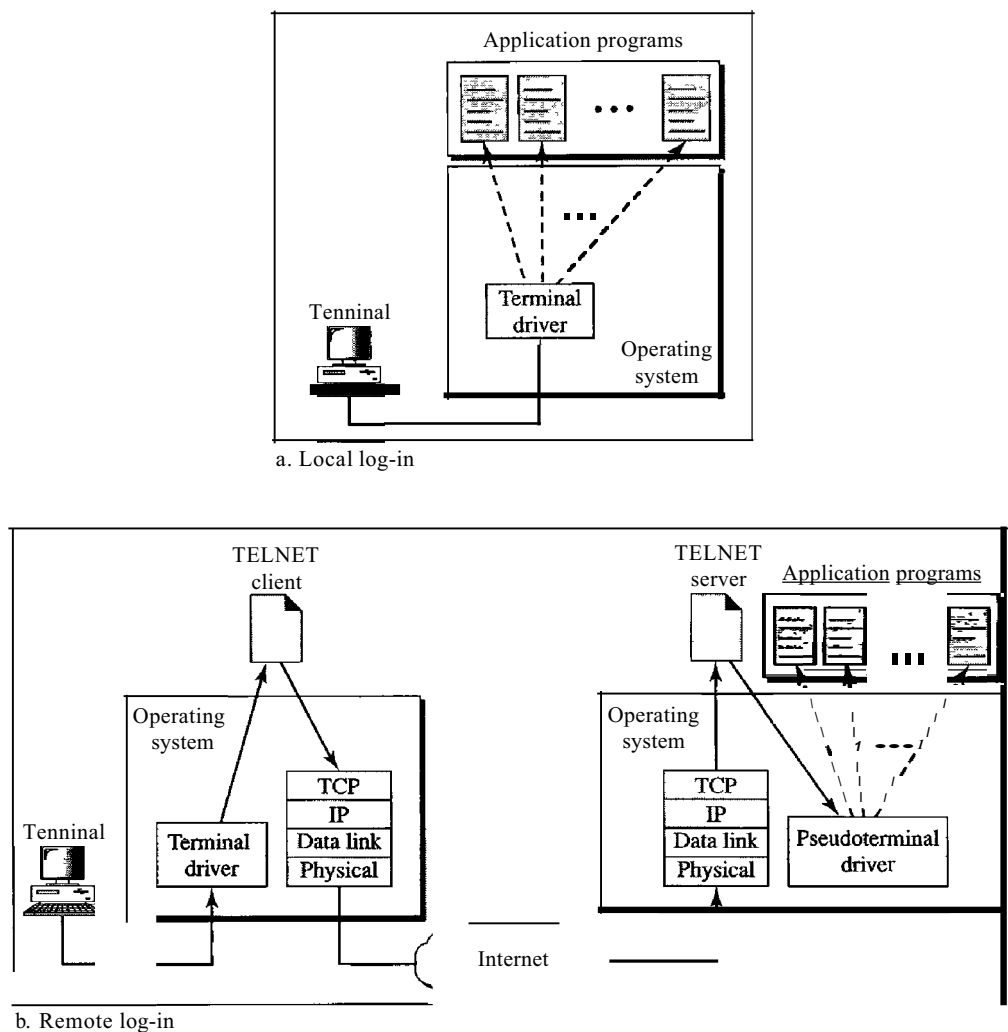 Application programs
Terminal
driver
Tenninal
Operating
system
a. Local log-in
TELNET
client
TELNET
server
Application programs
Operating
system
TCP
IP
Data link
Physical
Tenninal
Terminal
driver
Operating
system
TCP
IP
Data link
Physical
Pseudoterminal
driver
Internet
b. Remote log-in